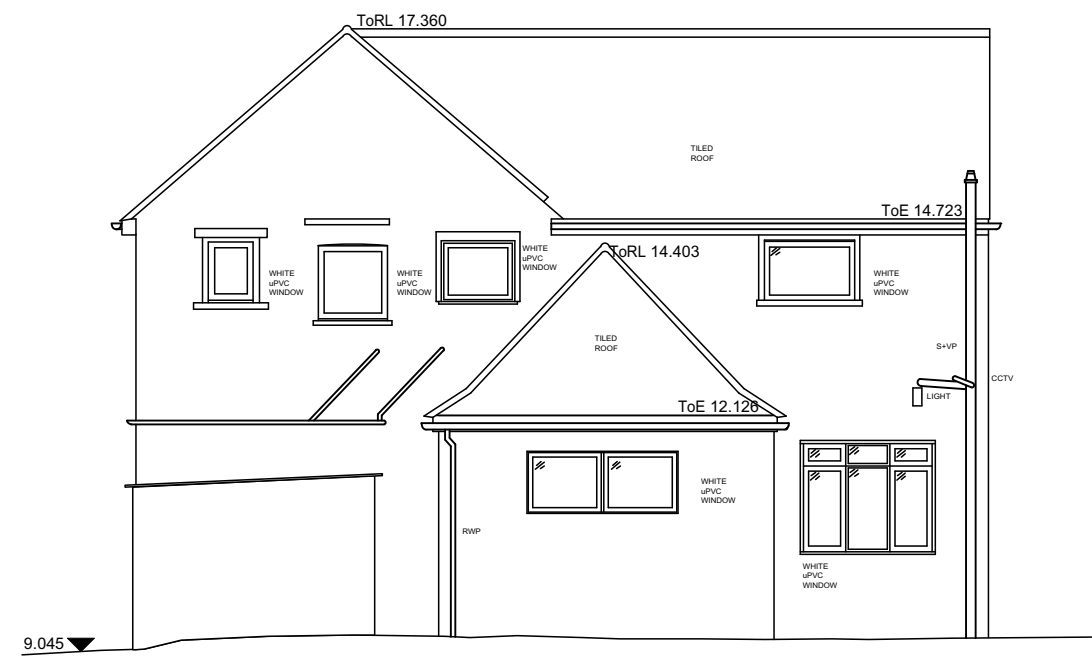 ToRL 17.360
TILED
ROOF
ToE 14.723
ToRL 14.403
WHITE
uPVC
WINDOW
WHITE
uPVC
WINDOW
WHITE
uPVC
WINDOW
WHITE
uPVC
WINDOW
TILED
ROOF
S+VP
CCTV
LIGHT
ToE 12.126
WHITE
uPVC
WINDOW
RWP
WHITE
uPVC
WINDOW
9.045